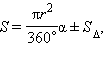 S = πr²/360° α ± S_Δ,